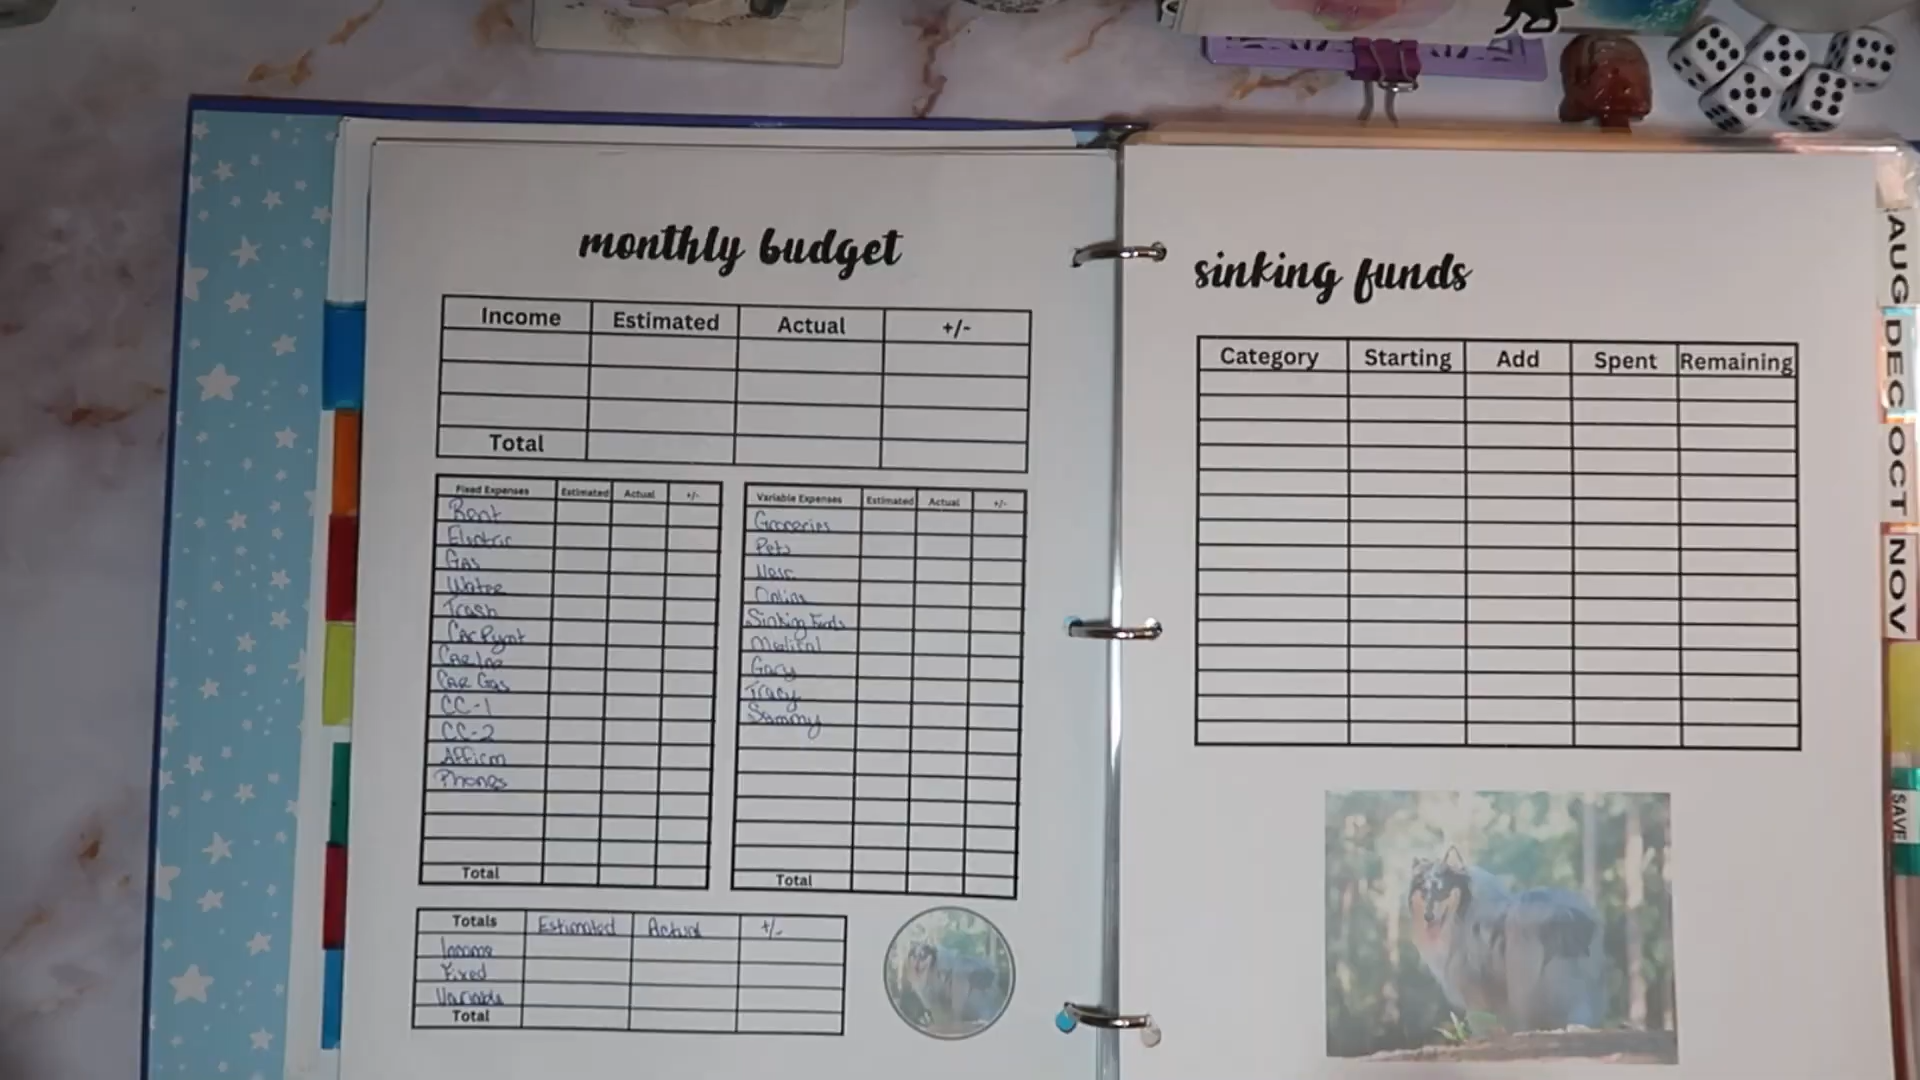 monthly budget
Income Estimated Actual +/-
Total
Fixed Expenses Estimated Actual +/-
Rent
Electric
Gas
Water
Trash
Car Pymt
Car Ins
Car Gas
CC-1
CC-2
Affirm
Phones
Total
Variable Expenses Estimated Actual +/-
Groceries
Pets
Online
Sinking Funds
Medical
Gary
Tracy
Sammy
Total
Totals Estimated Actual +/-
Income
Fixed
Variable
Total
sinking funds
Category Starting Add Spent Remaining
AUG
DEC
OCT
NOV
SAVE